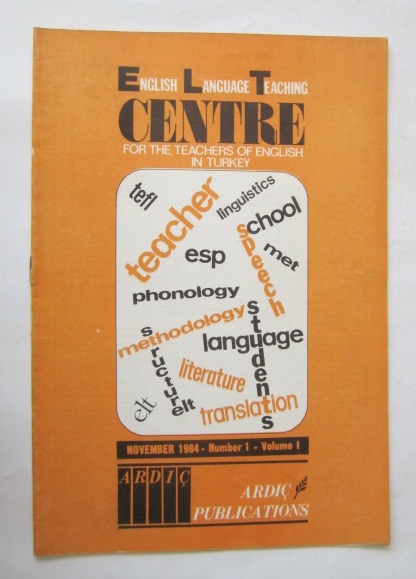 ENGLISH LANGUAGE TEACHING
CENTRE
FOR THE TEACHERS OF ENGLISH
IN TURKEY
tefl
teacher
linguistics
school
speech
esp
met
phonology
methodology
students
language
structure
literature
elt
elt
translation
NOVEMBER 1984 - Number 1 - Volume I
ARDIÇ
ARDIÇ
PUBLICATIONS